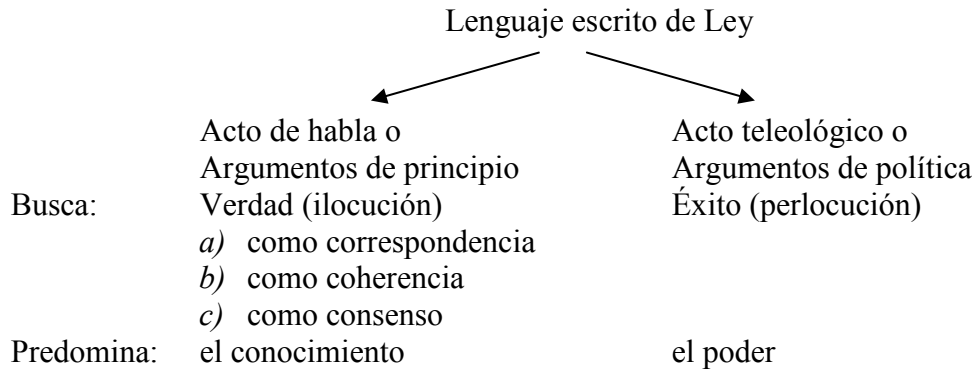 Lenguaje escrito de Ley
Acto de habla o Acto teleológico o
Argumentos de principio Argumentos de política
Busca: Verdad (ilocución) Éxito (perlocución)
a) como correspondencia
b) como coherencia
c) como consenso
Predomina: el conocimiento el poder